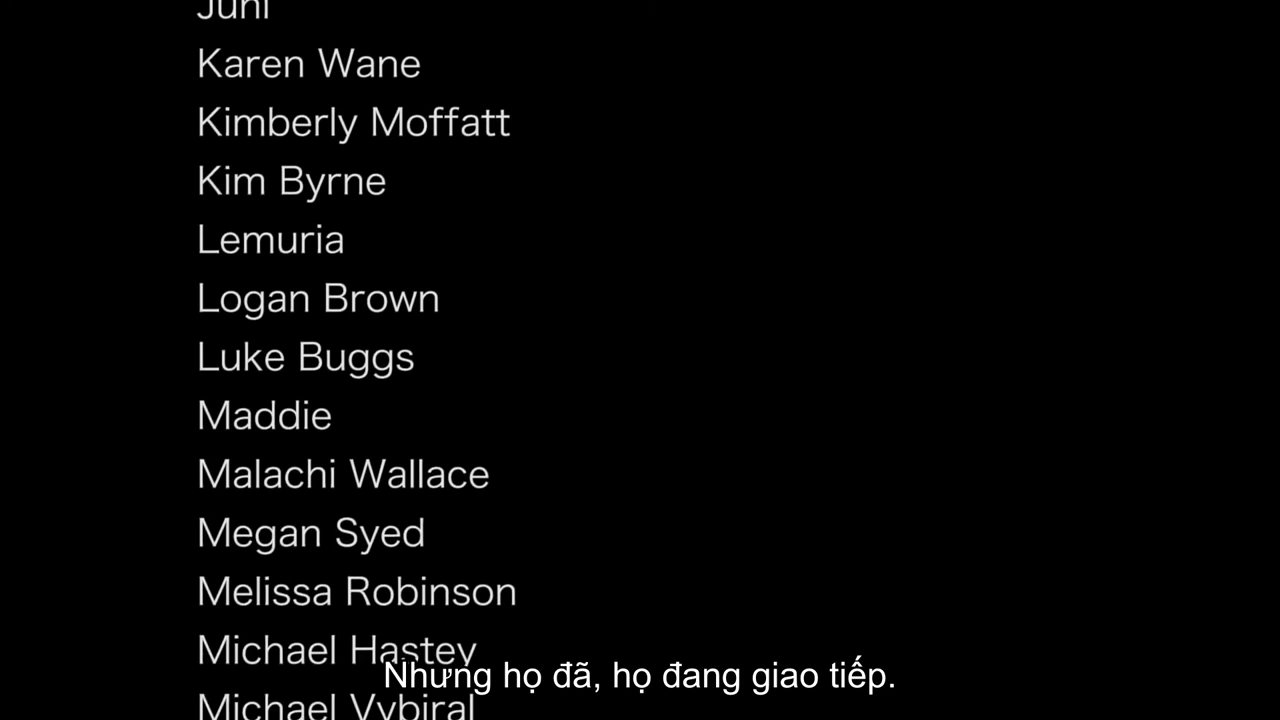 Juni
Karen Wane
Kimberly Moffatt
Kim Byrne
Lemuria
Logan Brown
Luke Buggs
Maddie
Malachi Wallace
Megan Syed
Melissa Robinson
Michael Hastey
Nhưng họ đã, họ đang giao tiếp.
Michael Vybiral